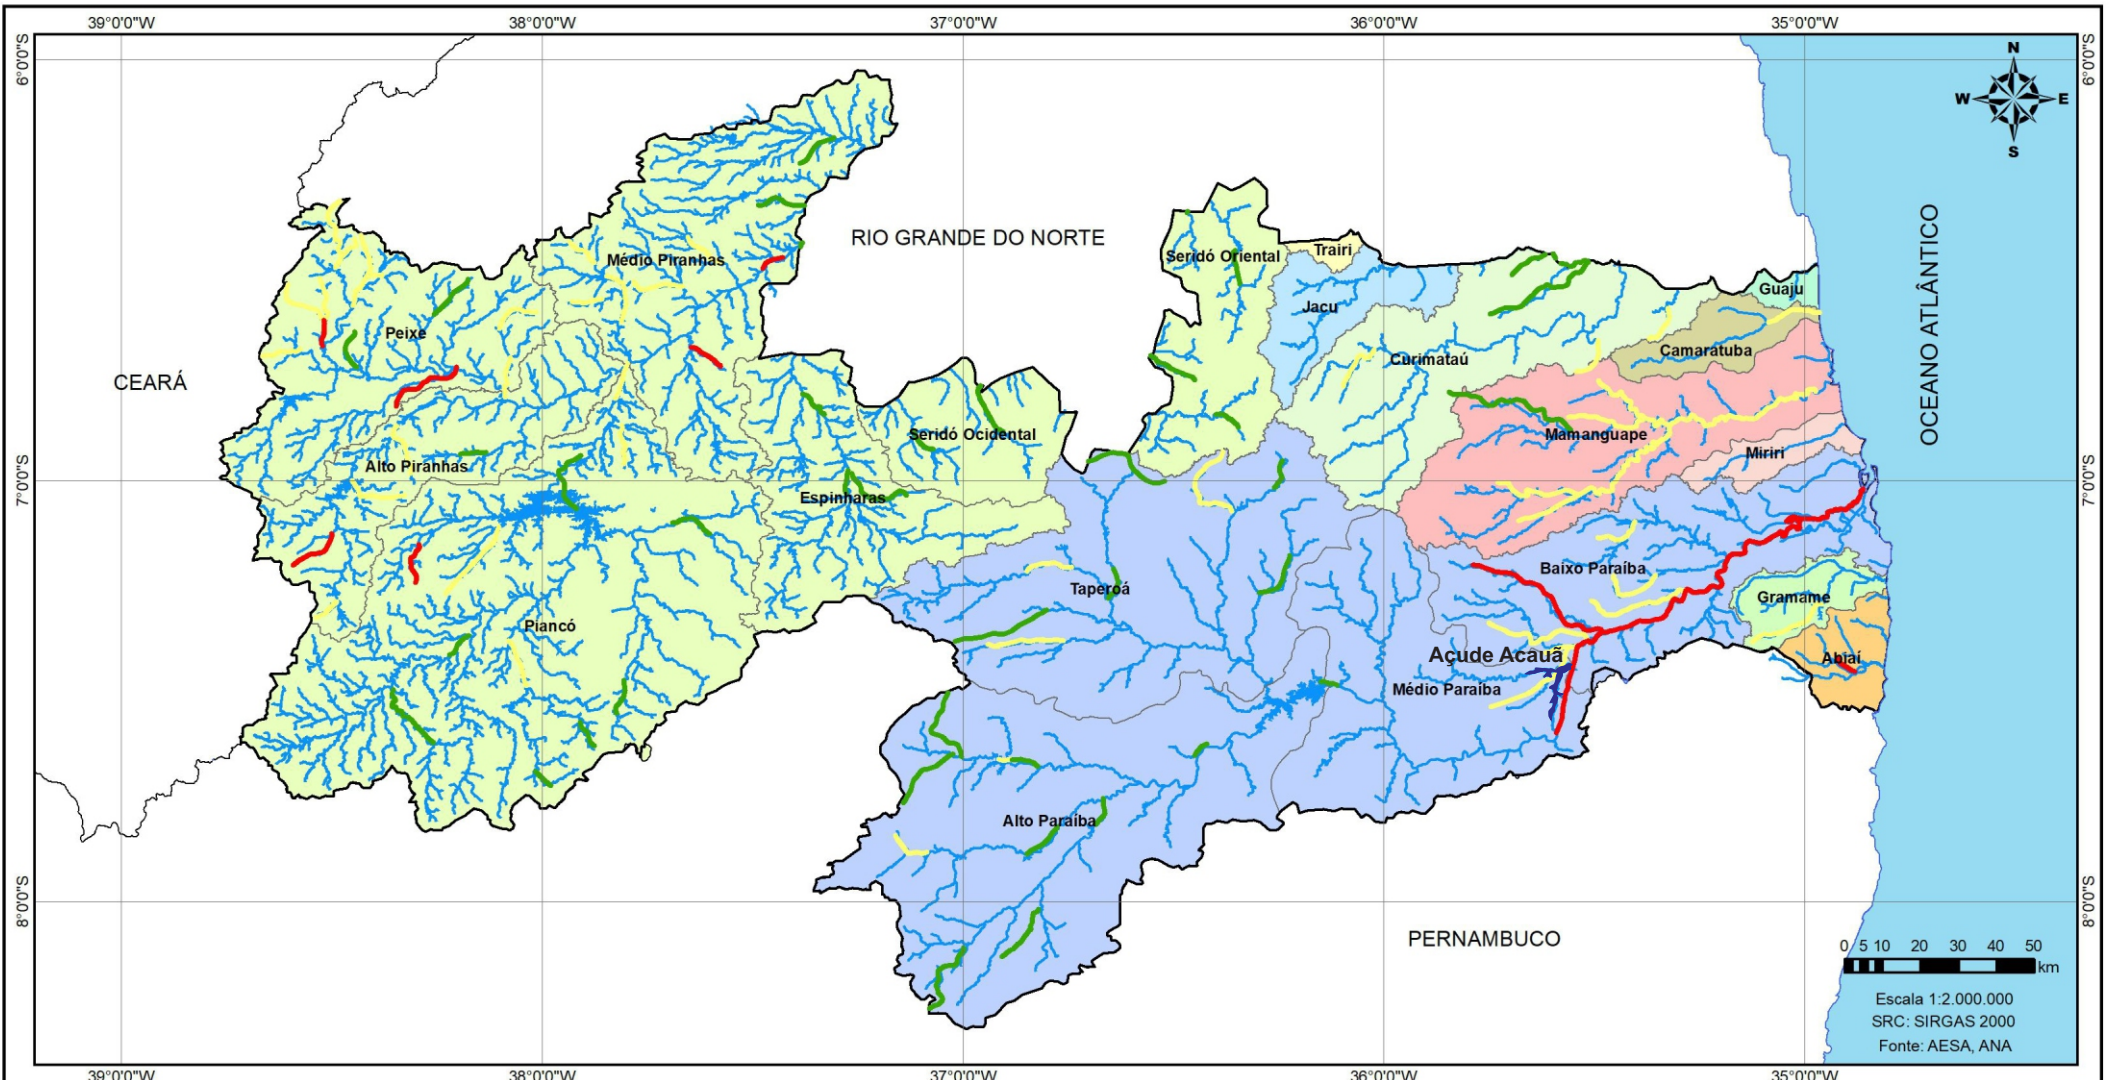 39°0'0"W
38°0'0"W
37°0'0"W
36°0'0"W
35°0'0"W
6°0'0"S
6°0'0"S
N
W
E
S
RIO GRANDE DO NORTE
OCEANO ATLÂNTICO
CEARÁ
Médio Piranhas
Seridó Oriental
Trairi
Guaju
Jacu
Peixe
Camaratuba
Curimataú
Seridó Ocidental
Mamanguape
Miriri
Alto Piranhas
7°0'0"S
7°0'0"S
Espinharas
Baixo Paraíba
Taperoá
Gramame
Piancó
Açude Acauã
Abiaí
Médio Paraíba
Alto Paraíba
8°0'0"S
8°0'0"S
PERNAMBUCO
0 5 10 20 30 40 50
km
Escala 1:2.000.000
SRC: SIRGAS 2000
Fonte: AESA, ANA
39°0'0"W
38°0'0"W
37°0'0"W
36°0'0"W
35°0'0"W